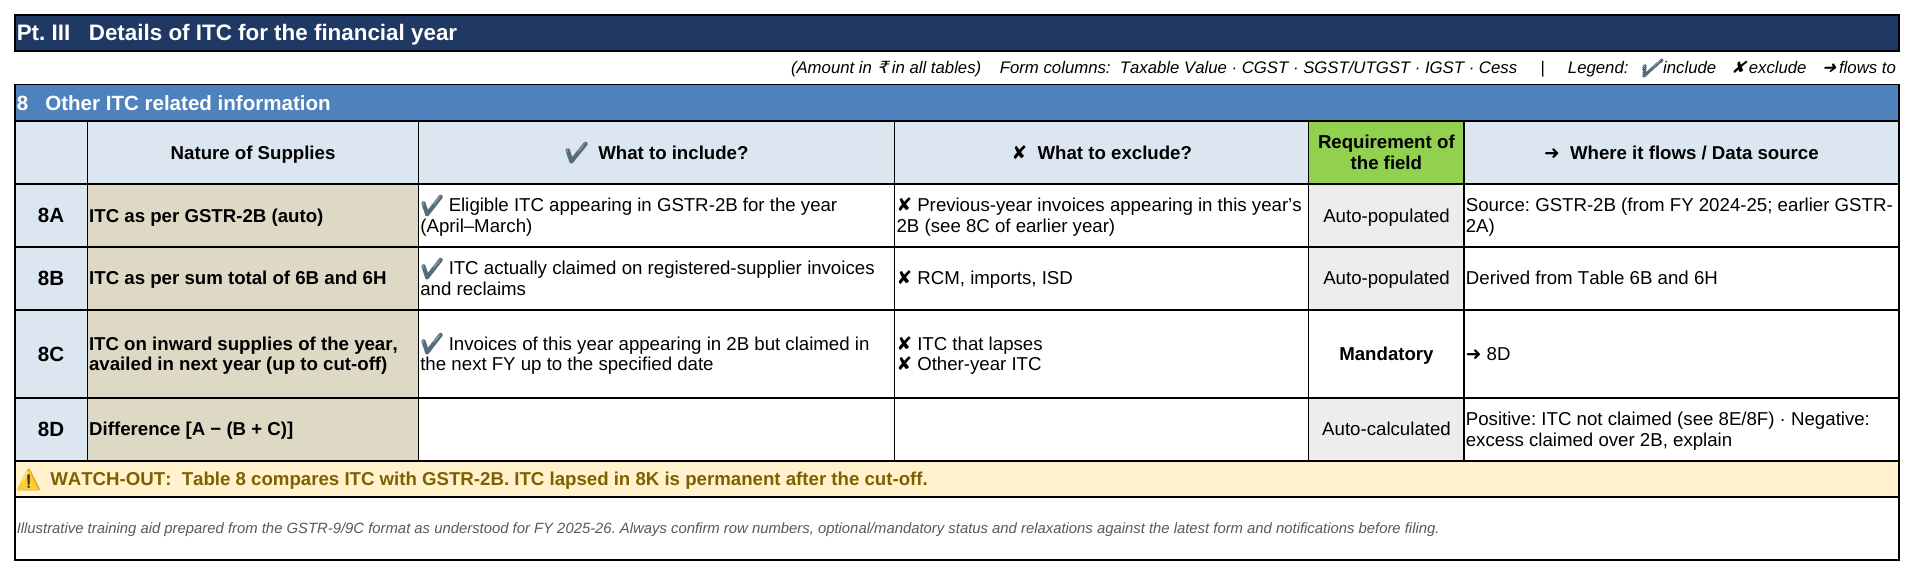 Pt. III   Details of ITC for the financial year
(Amount in ₹ in all tables)   Form columns:  Taxable Value · CGST · SGST/UTGST · IGST · Cess   |   Legend:  ✔ include   ✘ exclude   ➜ flows to
8   Other ITC related information
Nature of Supplies
✔ What to include?
✘ What to exclude?
Requirement of
the field
➜ Where it flows / Data source
8A
ITC as per GSTR-2B (auto)
✔ Eligible ITC appearing in GSTR-2B for the year
(April–March)
✘ Previous-year invoices appearing in this year’s
2B (see 8C of earlier year)
Auto-populated
Source: GSTR-2B (from FY 2024-25; earlier GSTR-
2A)
8B
ITC as per sum total of 6B and 6H
✔ ITC actually claimed on registered-supplier invoices
and reclaims
✘ RCM, imports, ISD
Auto-populated
Derived from Table 6B and 6H
8C
ITC on inward supplies of the year,
availed in next year (up to cut-off)
✔ Invoices of this year appearing in 2B but claimed in
the next FY up to the specified date
✘ ITC that lapses
✘ Other-year ITC
Mandatory
➜ 8D
8D
Difference [A − (B + C)]
Auto-calculated
Positive: ITC not claimed (see 8E/8F) · Negative:
excess claimed over 2B, explain
⚠ WATCH-OUT:  Table 8 compares ITC with GSTR-2B. ITC lapsed in 8K is permanent after the cut-off.
Illustrative training aid prepared from the GSTR-9/9C format as understood for FY 2025-26. Always confirm row numbers, optional/mandatory status and relaxations against the latest form and notifications before filing.